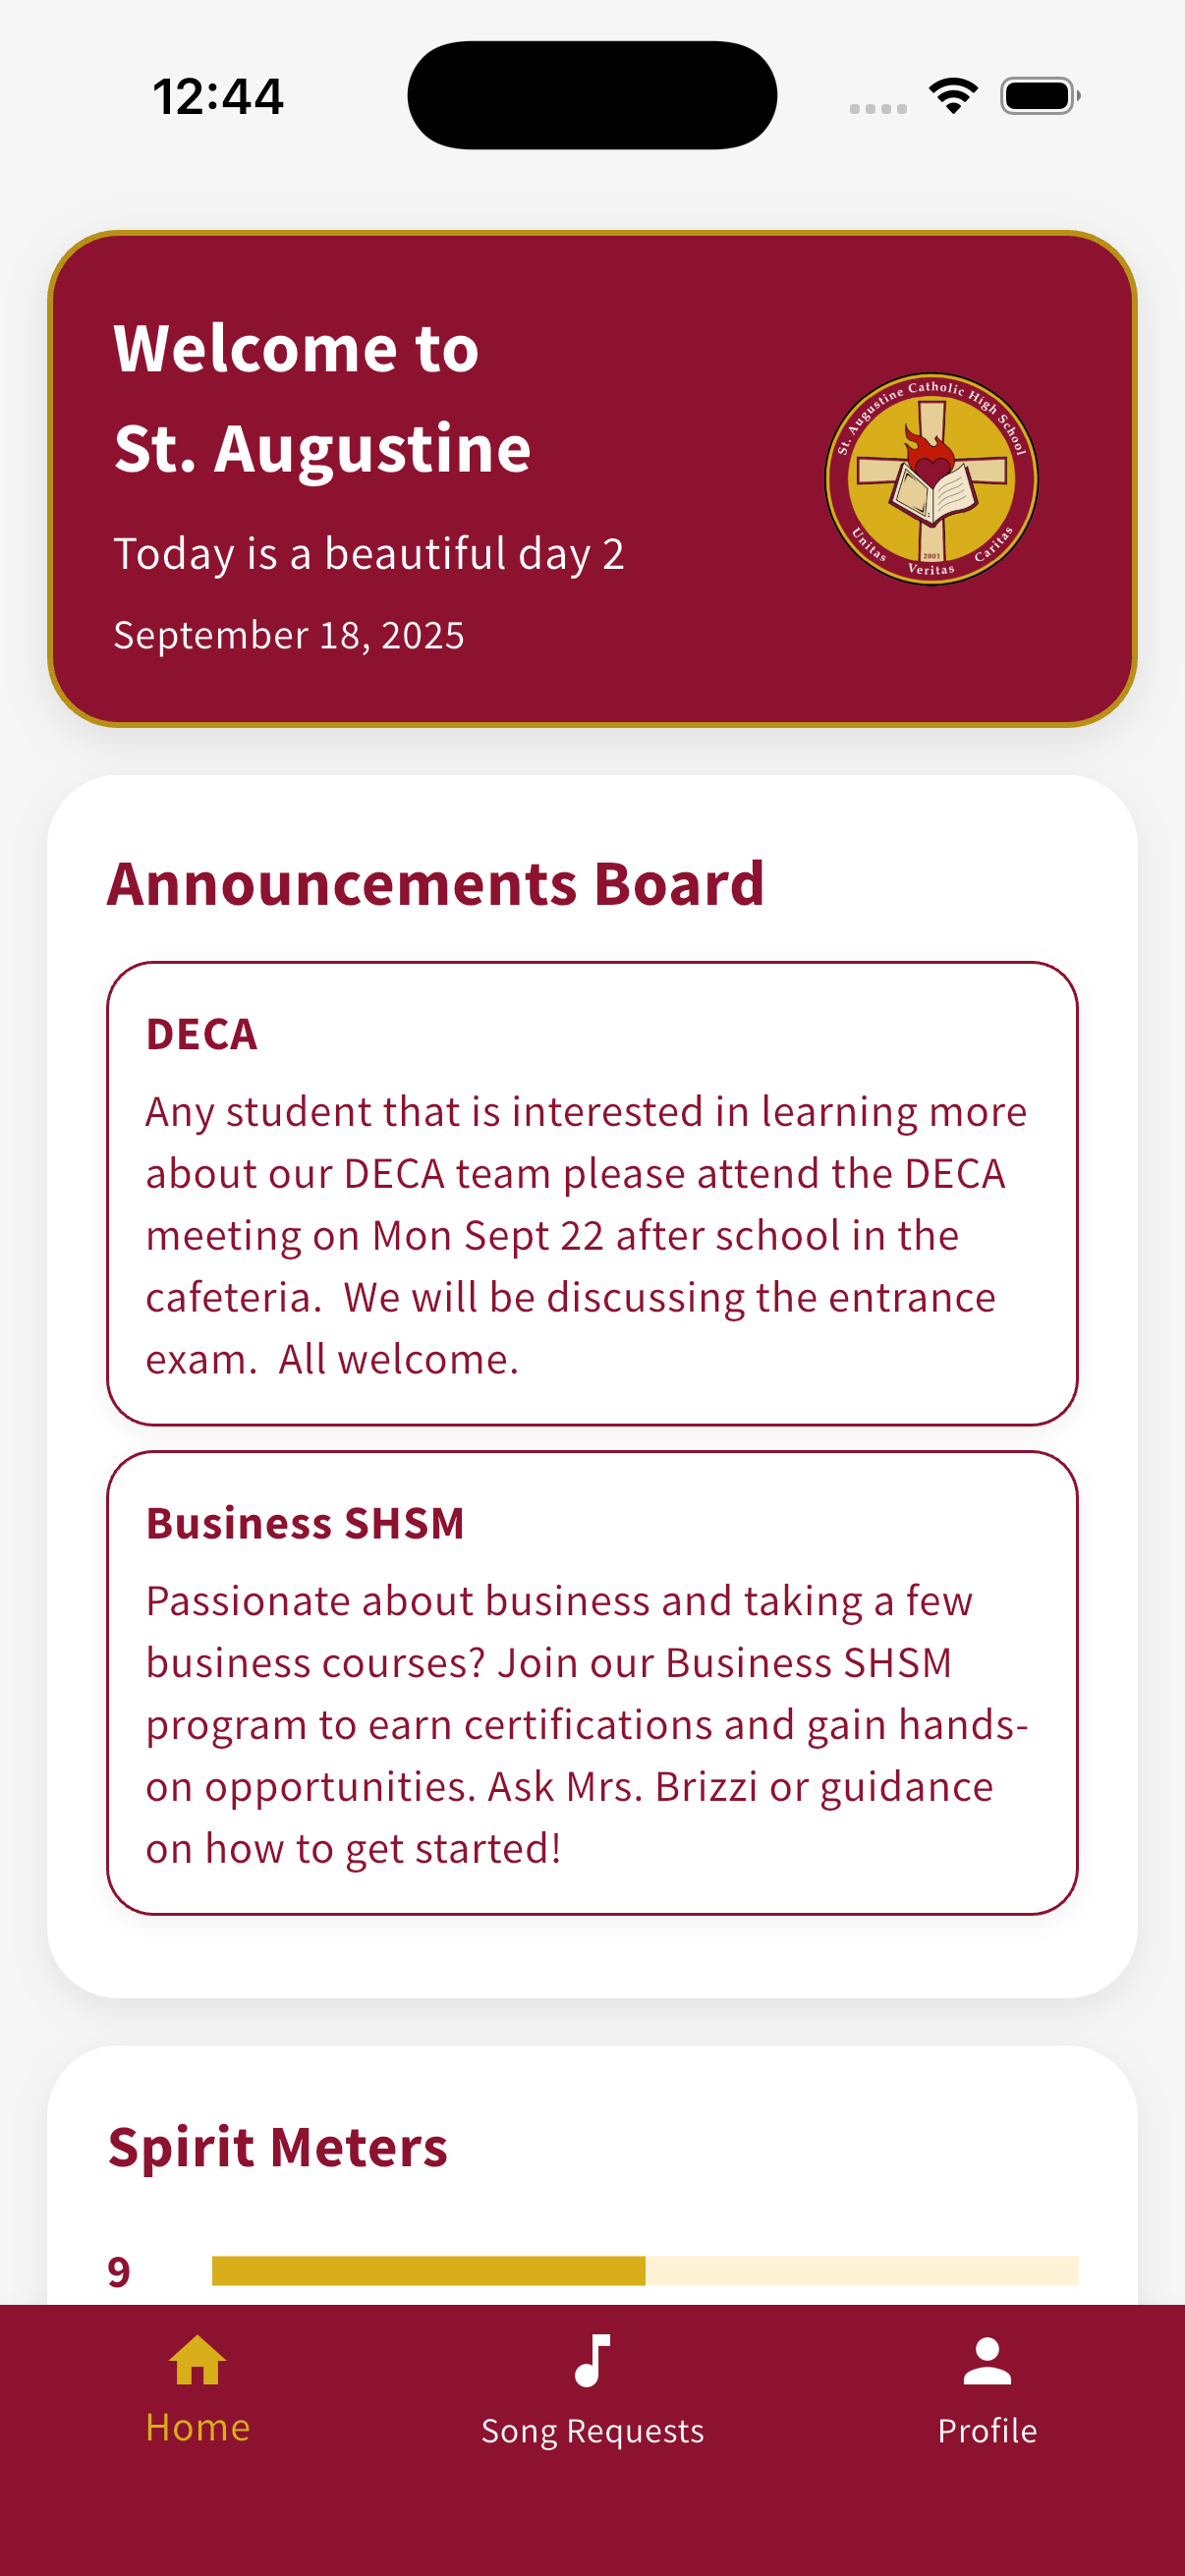 12:44
Welcome to
St. Augustine
Today is a beautiful day 2
September 18, 2025
St. Augustine Catholic High School
2001
Unitas Veritas Caritas
Announcements Board
DECA
Any student that is interested in learning more
about our DECA team please attend the DECA
meeting on Mon Sept 22 after school in the
cafeteria.  We will be discussing the entrance
exam.  All welcome.
Business SHSM
Passionate about business and taking a few
business courses? Join our Business SHSM
program to earn certifications and gain hands-
on opportunities. Ask Mrs. Brizzi or guidance
on how to get started!
Spirit Meters
9
Home
Song Requests
Profile